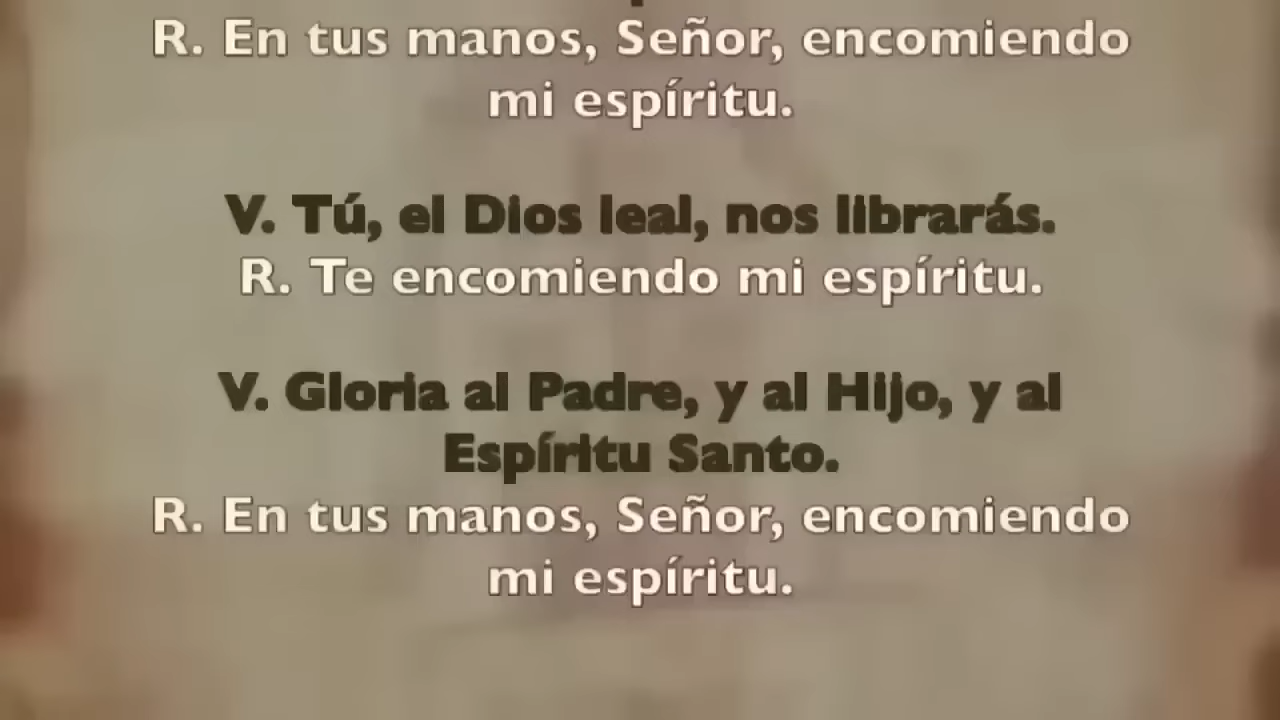 R. En tus manos, Señor, encomiendo
mi espíritu.
V. Tú, el Dios leal, nos librarás.
R. Te encomiendo mi espíritu.
V. Gloria al Padre, y al Hijo, y al
Espíritu Santo.
R. En tus manos, Señor, encomiendo
mi espíritu.